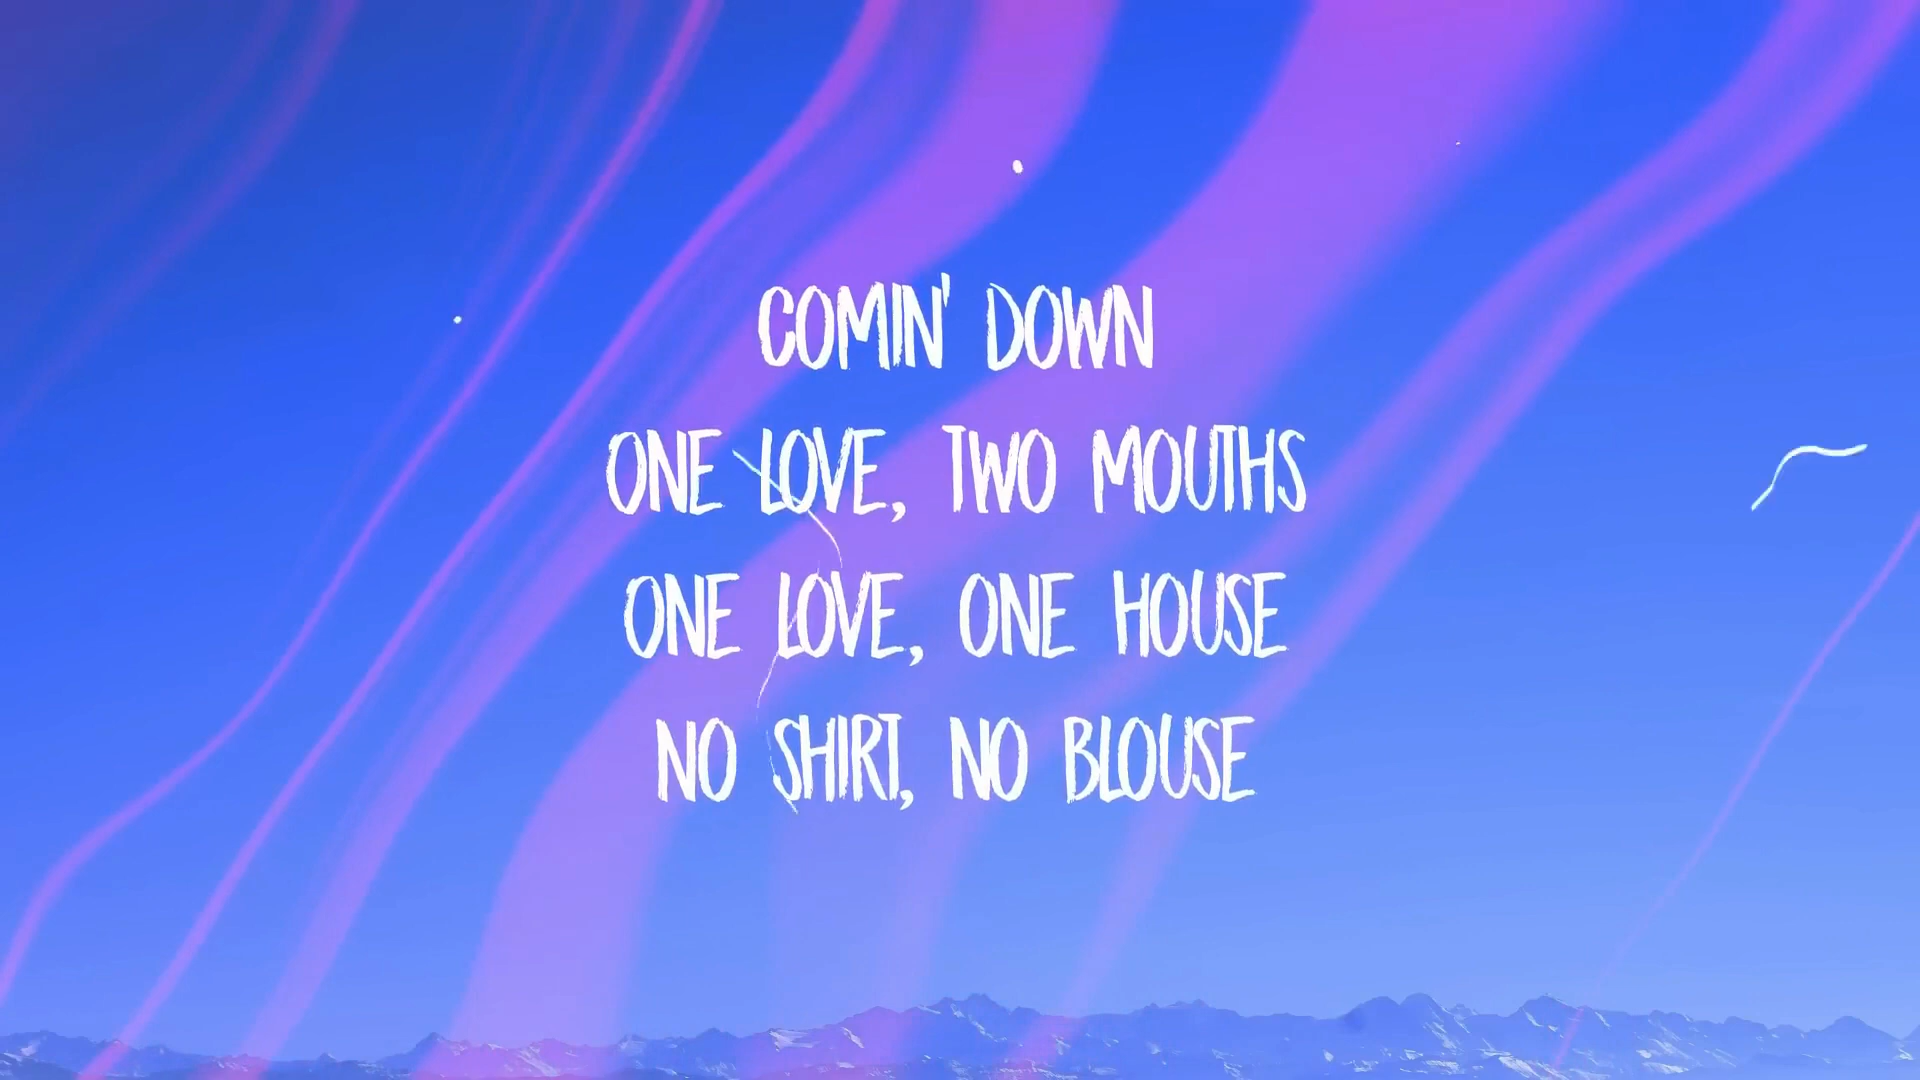 COMIN' DOWN
ONE LOVE, TWO MOUTHS
ONE LOVE, ONE HOUSE
NO SHIRT, NO BLOUSE